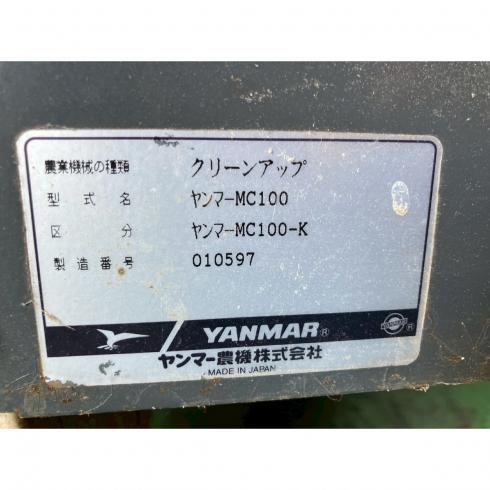 農業機械の種類 クリーンアップ
型式名 ヤンマーMC100
区分 ヤンマーMC100-K
製造番号 010597
YANMAR®
ヤンマー農機株式会社
MADE IN JAPAN